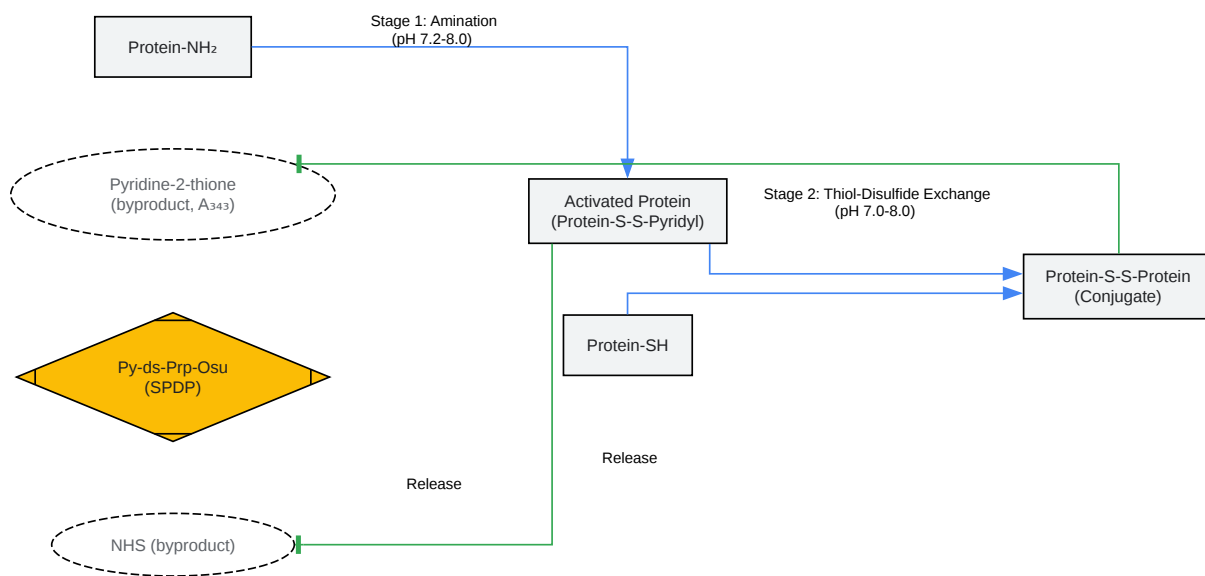 Stage 1: Amination
(pH 7.2-8.0)
Protein-NH₂
Pyridine-2-thione
(byproduct, A₃₄₃)
Activated Protein
(Protein-S-S-Pyridyl)
Stage 2: Thiol-Disulfide Exchange
(pH 7.0-8.0)
Protein-S-S-Protein
(Conjugate)
Protein-SH
Py-ds-Prp-Osu
(SPDP)
Release
Release
NHS (byproduct)